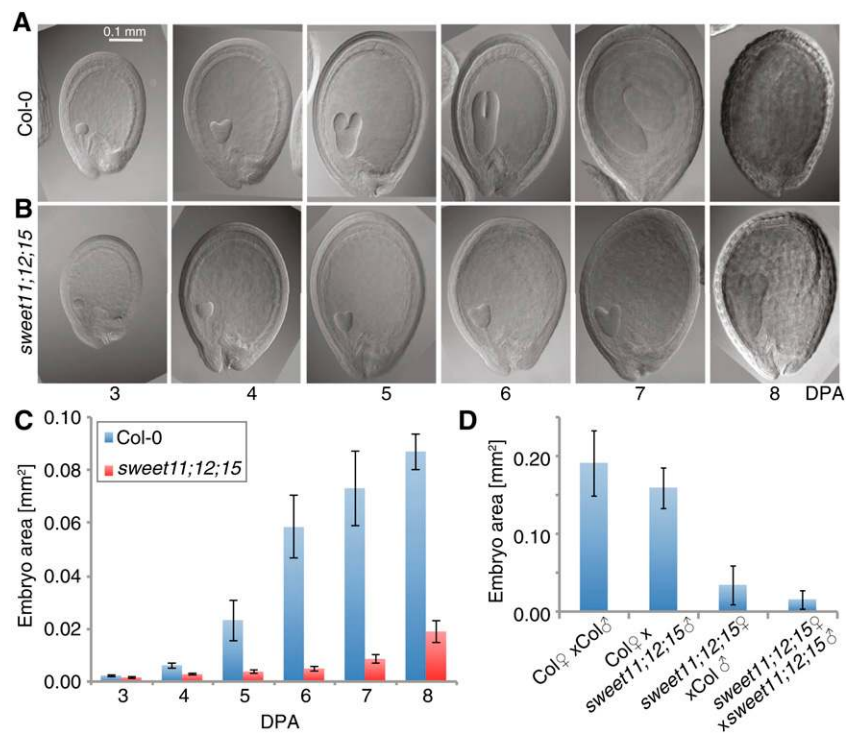 A
0.1 mm
Col-0
B
sweet11;12;15
3 4 5 6 7 8 DPA
C
Embryo area [mm²]
0.10
0.08
0.06
0.04
0.02
0.00
Col-0
sweet11;12;15
3 4 5 6 7 8
DPA
D
Embryo area [mm²]
0.20
0.10
0.00
Col♀ xCol♂
Col♀ x
sweet11;12;15♂
sweet11;12;15♀
xCol ♂
sweet11;12;15♀
xsweet11;12;15♂